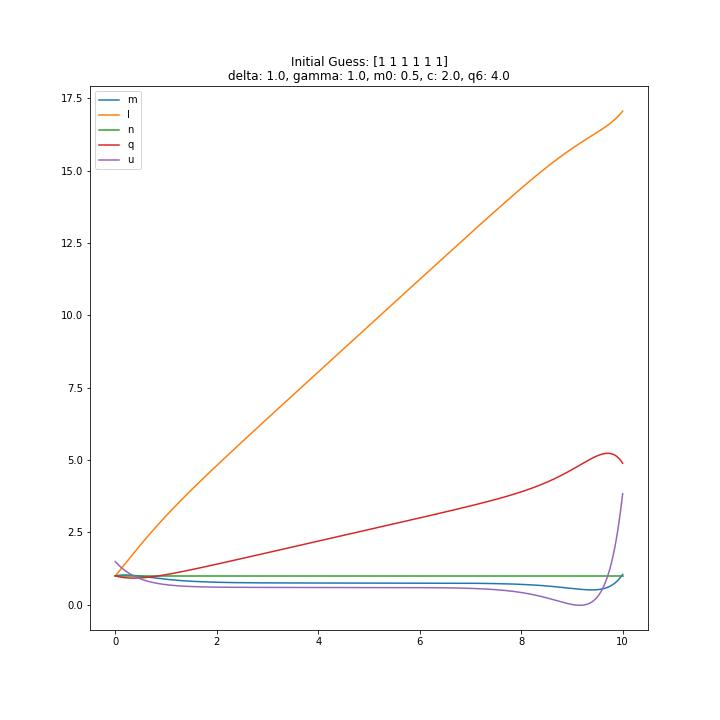 Initial Guess: [1 1 1 1 1 1]
delta: 1.0, gamma: 1.0, m0: 0.5, c: 2.0, q6: 4.0
m
l
n
q
u
17.5
15.0
12.5
10.0
7.5
5.0
2.5
0.0
0 2 4 6 8 10